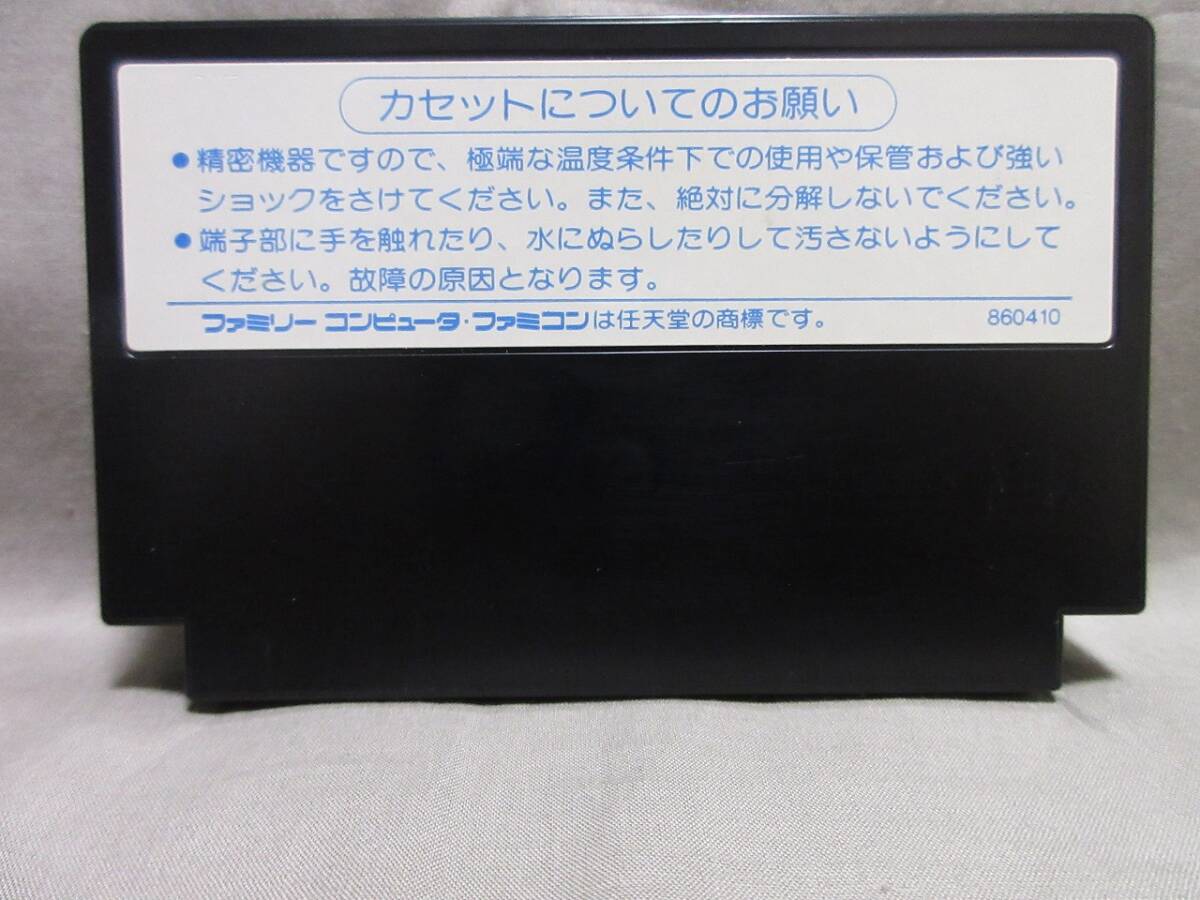 カセットについてのお願い
●精密機器ですので、極端な温度条件下での使用や保管および強い
ショックをさけてください。また、絶対に分解しないでください。
●端子部に手を触れたり、水にぬらしたりして汚さないようにして
ください。故障の原因となります。
ファミリー コンピュータ・ファミコンは任天堂の商標です。 860410